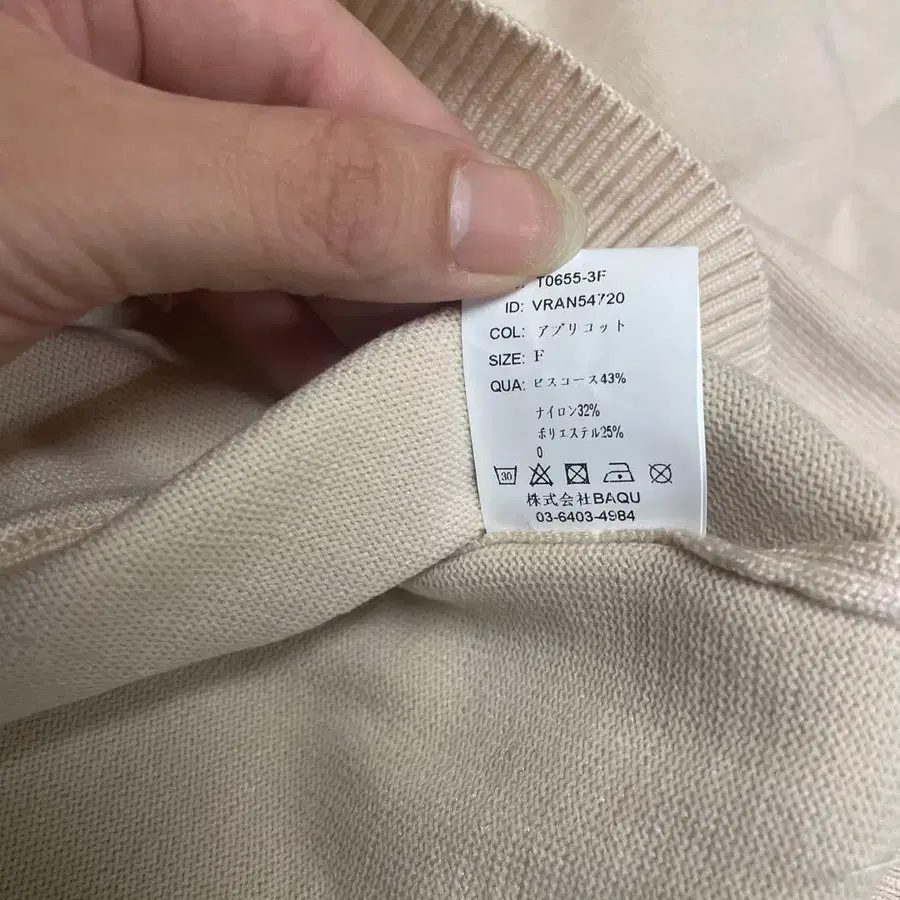 T0655-3F
ID: VRAN54720
COL: アプリコット
SIZE: F
QUA: ビスコース43%
ナイロン32%
ポリエステル25%
0
30
株式会社BAQU
03-6403-4984